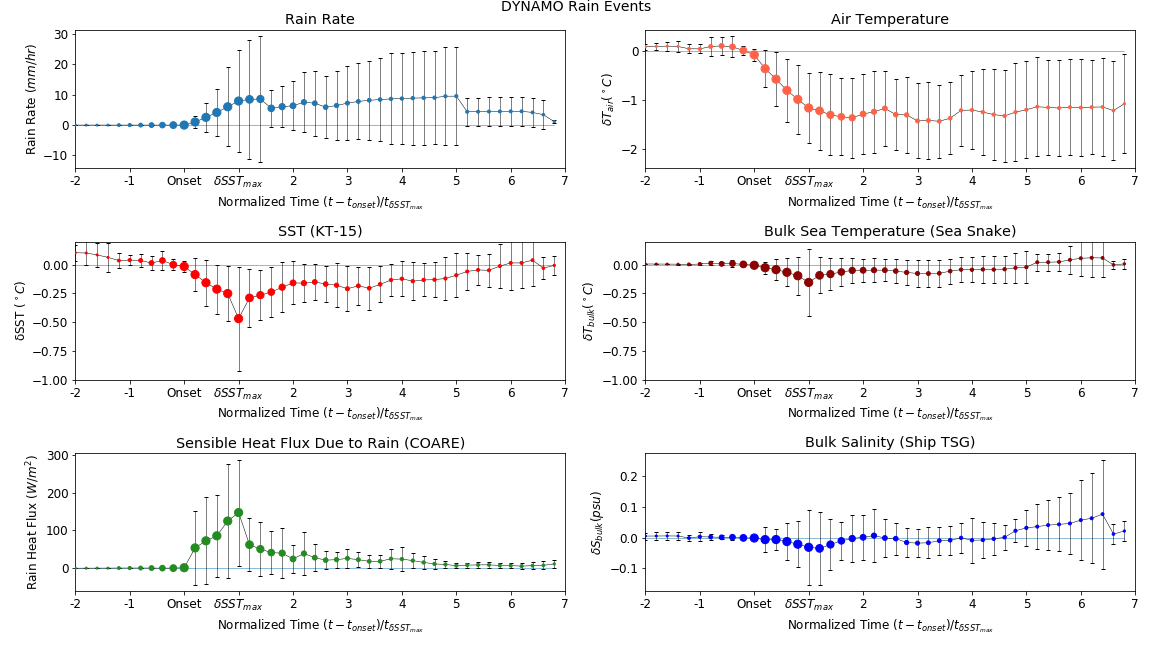 DYNAMO Rain Events
Rain Rate
Rain Rate (mm/hr)
30
20
10
0
−10
-2 -1 Onset δSST_max 2 3 4 5 6 7
Normalized Time (t − t_onset)/t_δSST_max
Air Temperature
δT_air(°C)
0
−1
−2
-2 -1 Onset δSST_max 2 3 4 5 6 7
Normalized Time (t − t_onset)/t_δSST_max
SST (KT-15)
δSST (°C)
0.00
−0.25
−0.50
−0.75
−1.00
-2 -1 Onset δSST_max 2 3 4 5 6 7
Normalized Time (t − t_onset)/t_δSST_max
Bulk Sea Temperature (Sea Snake)
δT_bulk(°C)
0.00
−0.25
−0.50
−0.75
−1.00
-2 -1 Onset δSST_max 2 3 4 5 6 7
Normalized Time (t − t_onset)/t_δSST_max
Sensible Heat Flux Due to Rain (COARE)
Rain Heat Flux (W/m²)
300
200
100
0
-2 -1 Onset δSST_max 2 3 4 5 6 7
Normalized Time (t − t_onset)/t_δSST_max
Bulk Salinity (Ship TSG)
δS_bulk(psu)
0.2
0.1
0.0
−0.1
-2 -1 Onset δSST_max 2 3 4 5 6 7
Normalized Time (t − t_onset)/t_δSST_max